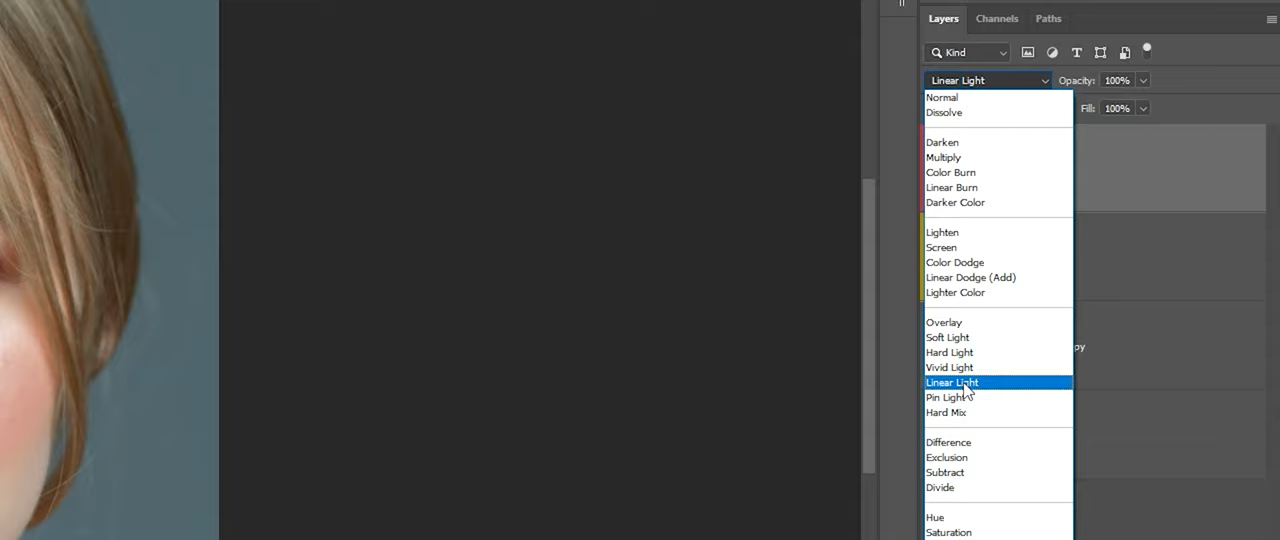 Layers Channels Paths
Kind
Linear Light Opacity: 100%
Normal
Fill: 100%
Dissolve
Darken
Multiply
Color Burn
Linear Burn
Darker Color
Lighten
Screen
Color Dodge
Linear Dodge (Add)
Lighter Color
Overlay
Soft Light
Hard Light
py
Vivid Light
Linear Light
Pin Light
Hard Mix
Difference
Exclusion
Subtract
Divide
Hue
Saturation